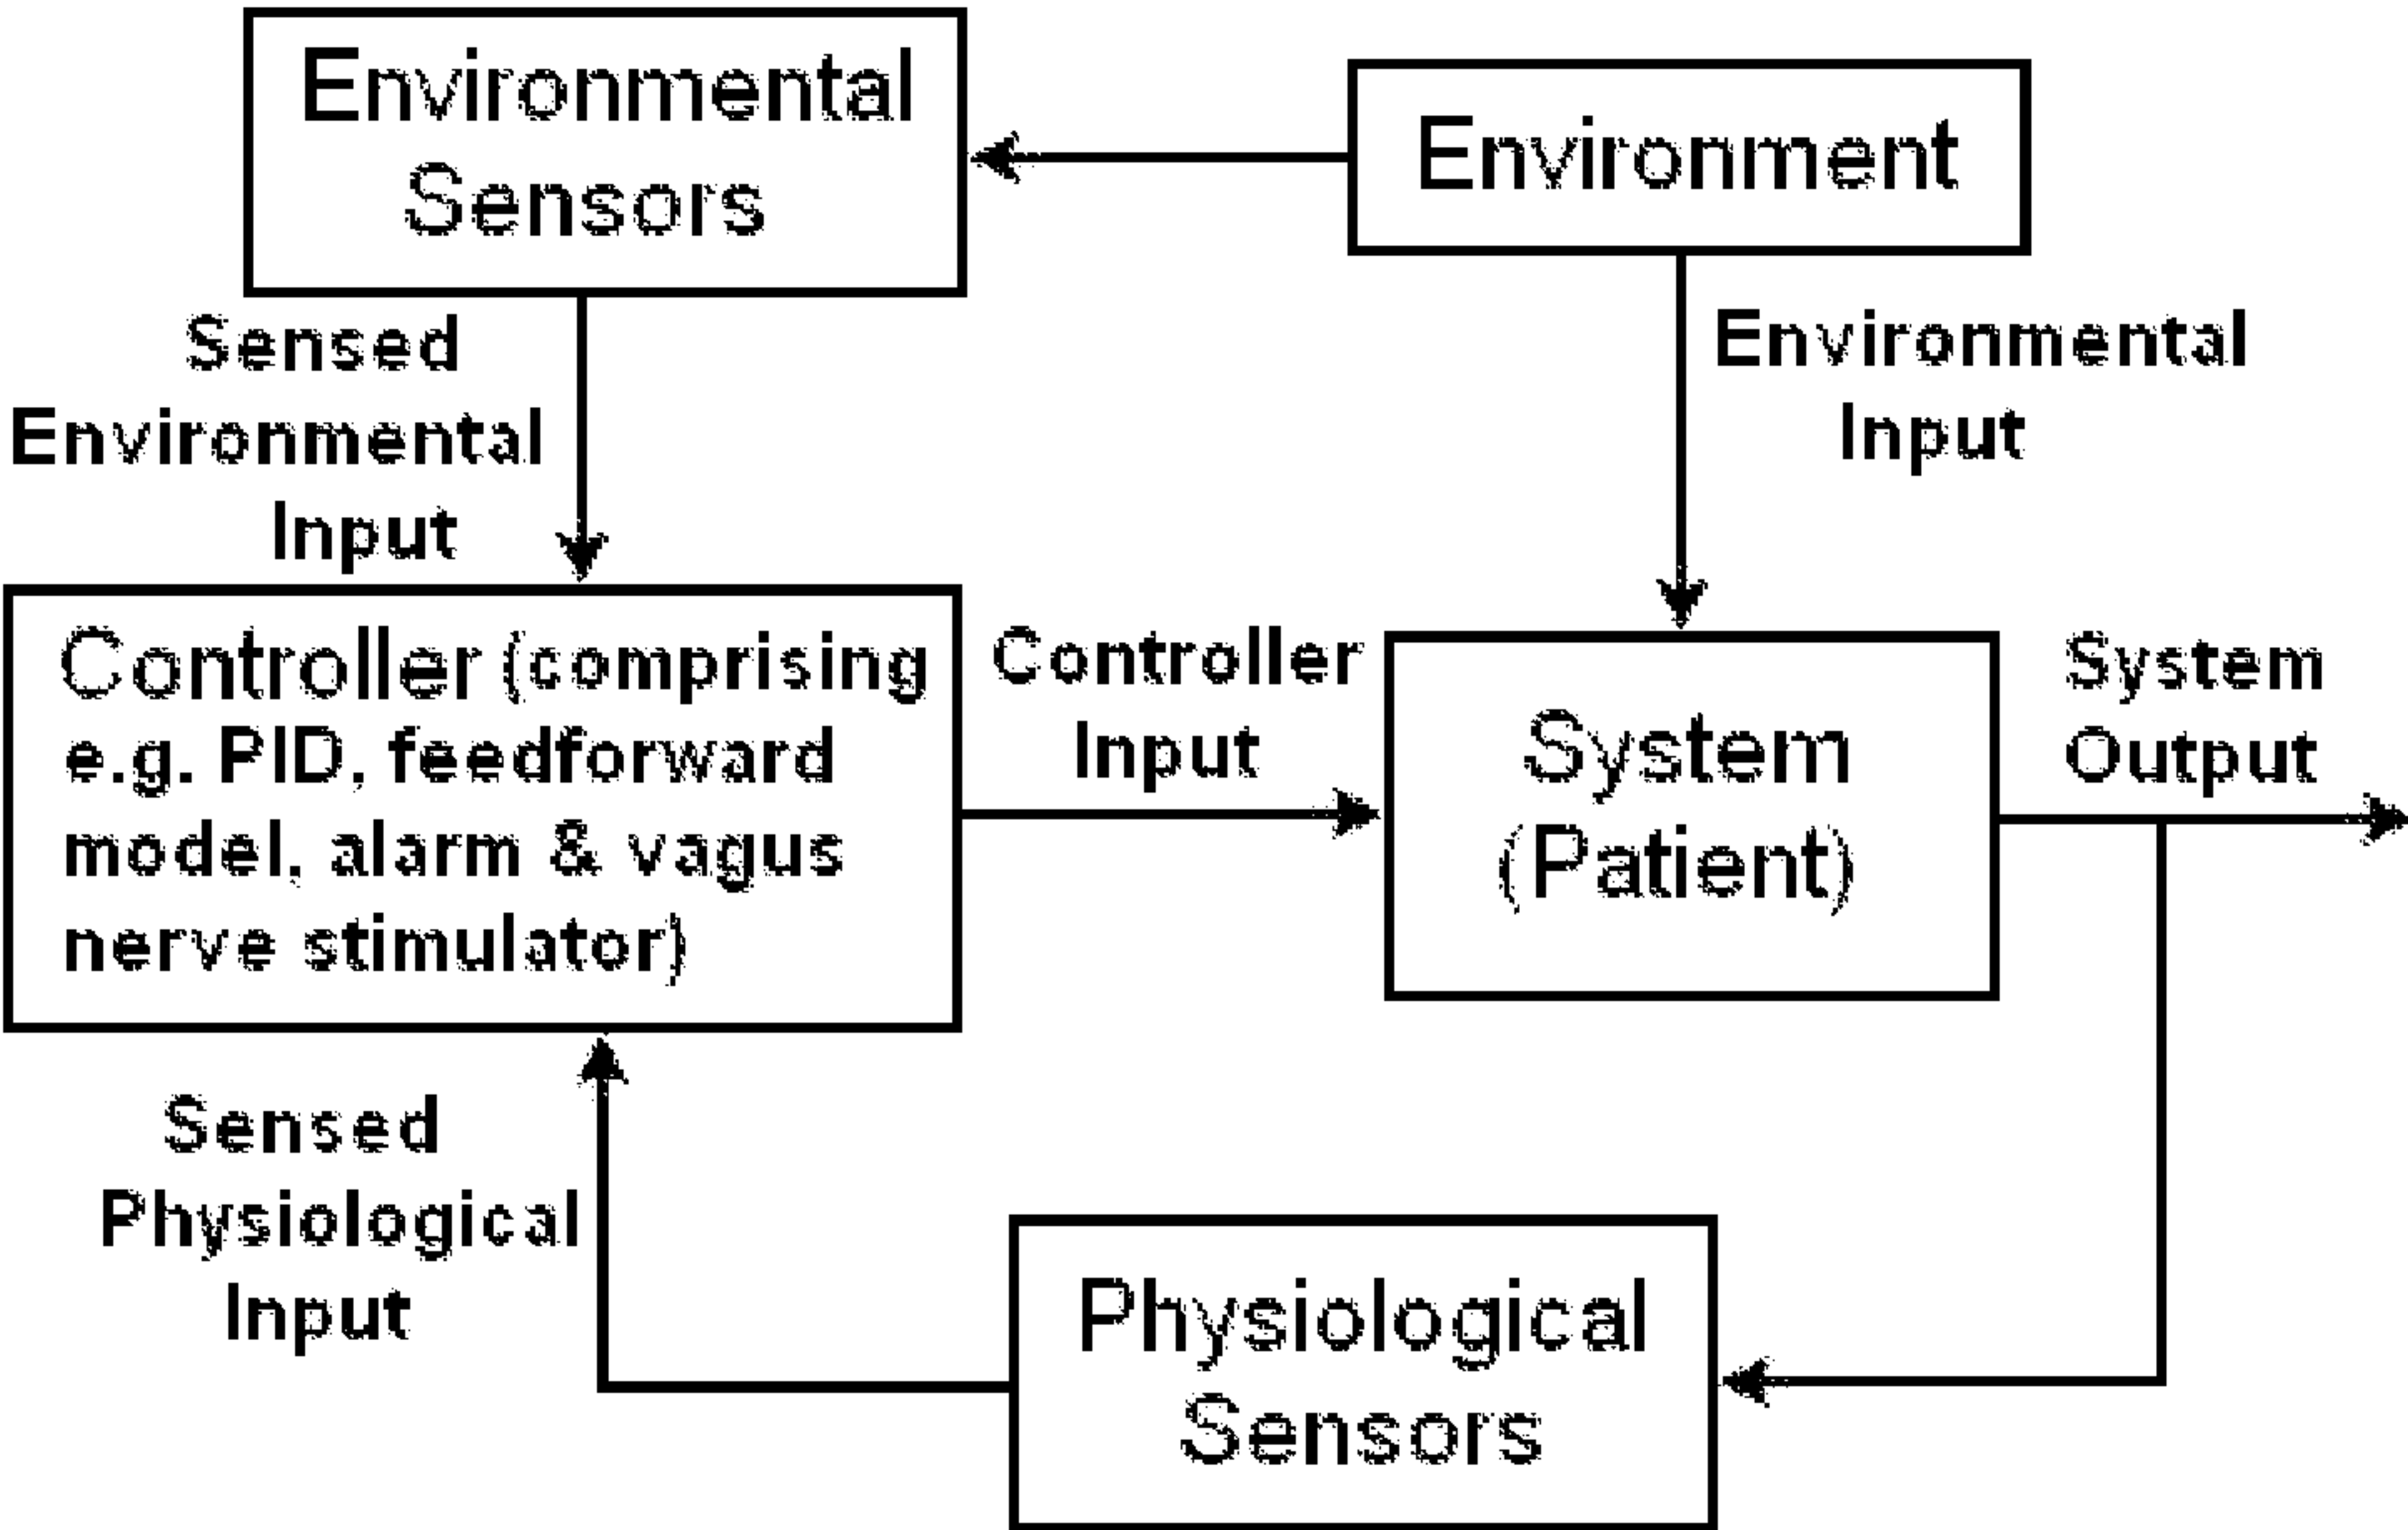 Environmental
Sensors
Environment
Sensed
Environmental
Input
Environmental
Input
Controller (comprising
e.g. PID, feedforward
model, alarm & vagus
nerve stimulator)
Controller
Input
System
(Patient)
System
Output
Sensed
Physiological
Input
Physiological
Sensors